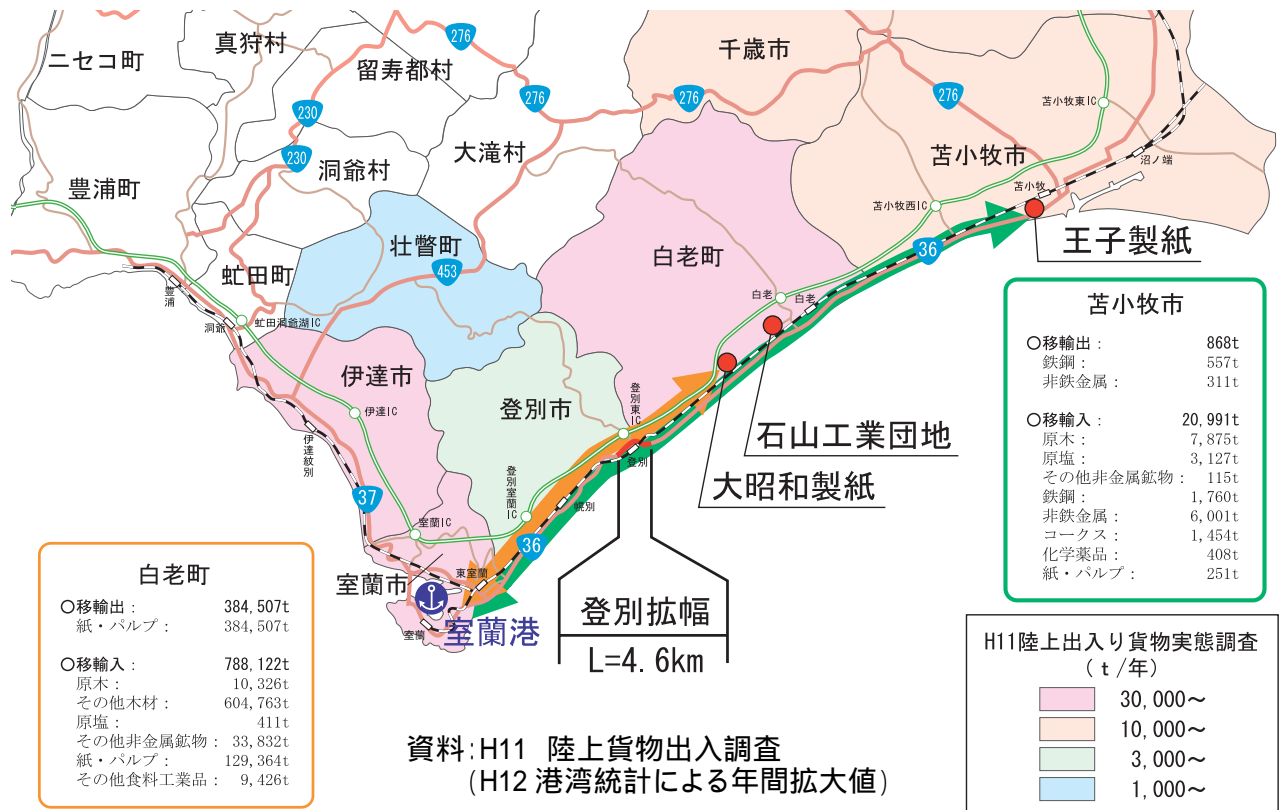 ニセコ町
真狩村
276
留寿都村
千歳市
230
276
276
276
苫小牧東IC
230
大滝村
苫小牧市
沼ノ端
洞爺村
豊浦町
苫小牧
苫小牧西IC
王子製紙
壮瞥町
白老町
36
453
虻田町
豊浦
白老
白老
洞爺
虻田洞爺湖IC
伊達市
登別市
登別東IC
伊達IC
伊達紋別
石山工業団地
登別
大昭和製紙
登別室蘭IC
37
幌別
室蘭IC
36
東室蘭
室蘭市
室蘭港
室蘭
登別拡幅
L=4.6km
苫小牧市
○移輸出: 868t
鉄鋼: 557t
非鉄金属: 311t
○移輸入: 20,991t
原木: 7,875t
原塩: 3,127t
その他非金属鉱物: 115t
鉄鋼: 1,760t
非鉄金属: 6,001t
コークス: 1,454t
化学薬品: 408t
紙・パルプ: 251t
白老町
○移輸出: 384,507t
紙・パルプ: 384,507t
○移輸入: 788,122t
原木: 10,326t
その他木材: 604,763t
原塩: 411t
その他非金属鉱物: 33,832t
紙・パルプ: 129,364t
その他食料工業品: 9,426t
H11陸上出入り貨物実態調査
(t/年)
30,000～
10,000～
3,000～
1,000～
資料:H11 陸上貨物出入調査
(H12 港湾統計による年間拡大値)